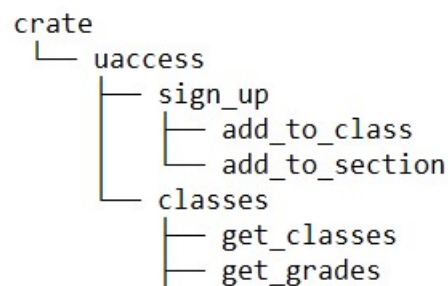 crate
uaccess
sign_up
add_to_class
add_to_section
classes
get_classes
get_grades